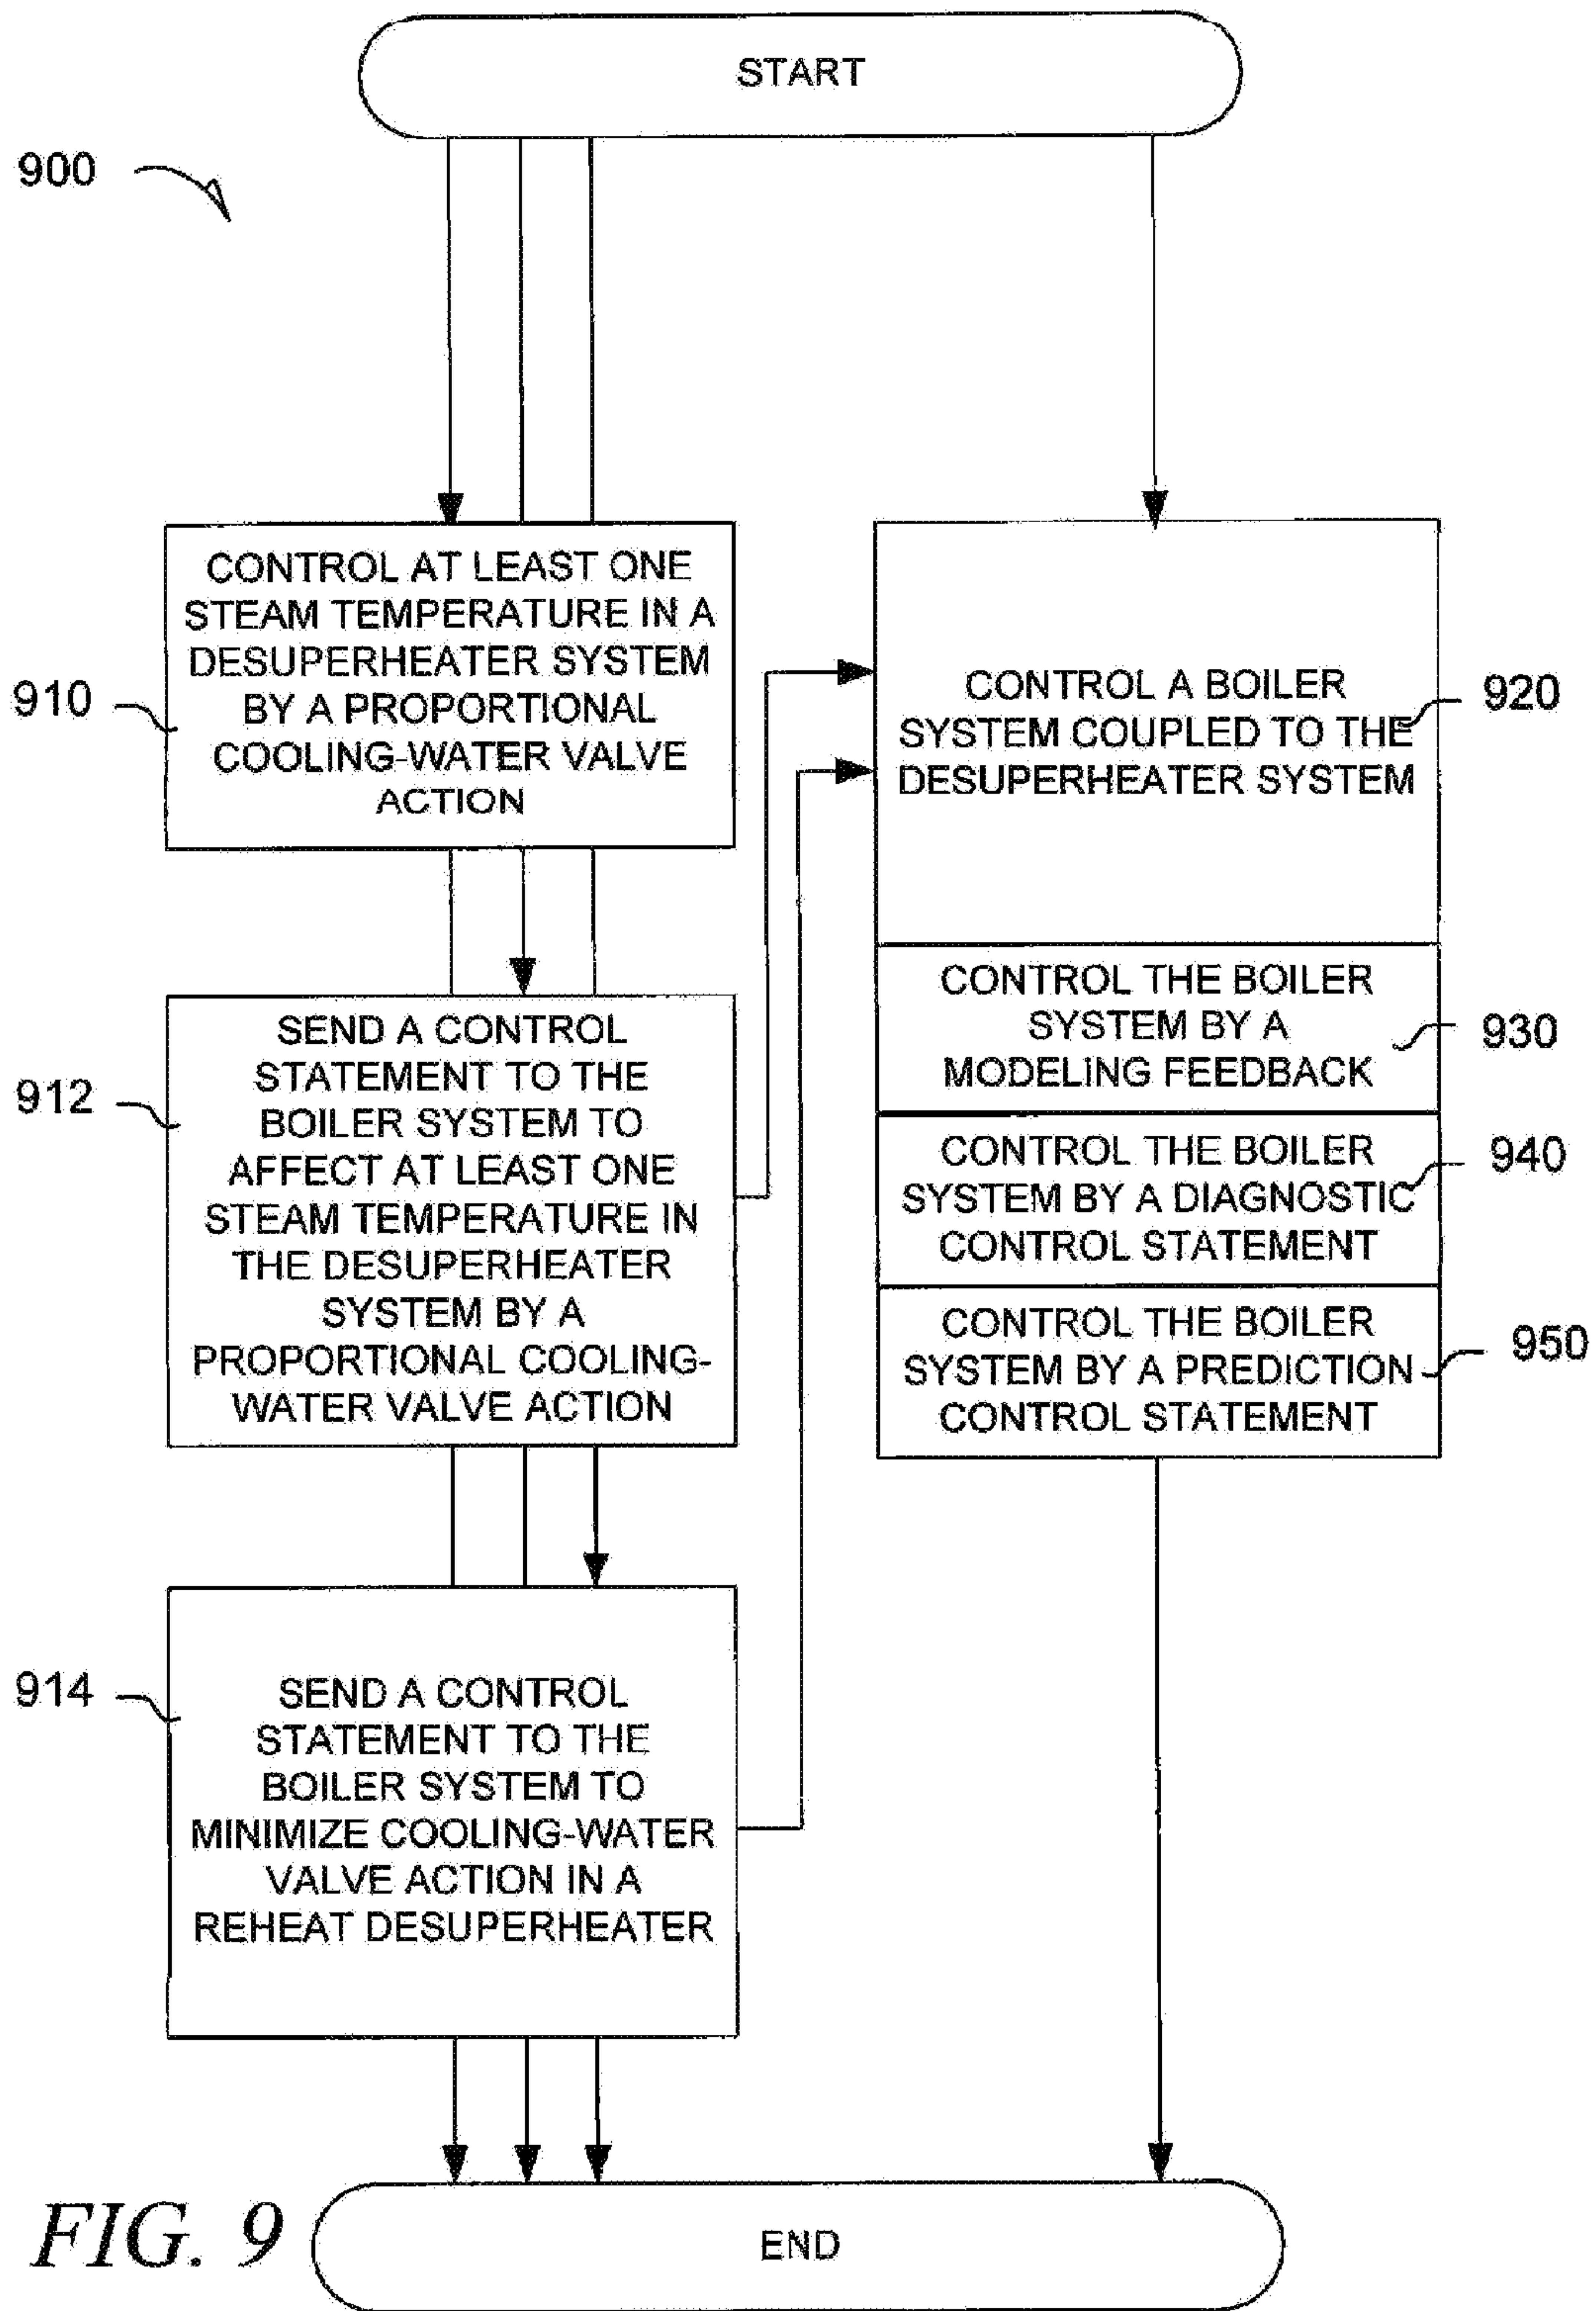 START
900
CONTROL AT LEAST ONE
STEAM TEMPERATURE IN A
DESUPERHEATER SYSTEM
BY A PROPORTIONAL
COOLING-WATER VALVE
ACTION
910
CONTROL A BOILER
SYSTEM COUPLED TO THE
DESUPERHEATER SYSTEM
920
CONTROL THE BOILER
SYSTEM BY A
MODELING FEEDBACK
930
SEND A CONTROL
STATEMENT TO THE
BOILER SYSTEM TO
AFFECT AT LEAST ONE
STEAM TEMPERATURE IN
THE DESUPERHEATER
SYSTEM BY A
PROPORTIONAL COOLING-
WATER VALVE ACTION
912
CONTROL THE BOILER
SYSTEM BY A DIAGNOSTIC
CONTROL STATEMENT
940
CONTROL THE BOILER
SYSTEM BY A PREDICTION
CONTROL STATEMENT
950
SEND A CONTROL
STATEMENT TO THE
BOILER SYSTEM TO
MINIMIZE COOLING-WATER
VALVE ACTION IN A
REHEAT DESUPERHEATER
914
FIG. 9
END